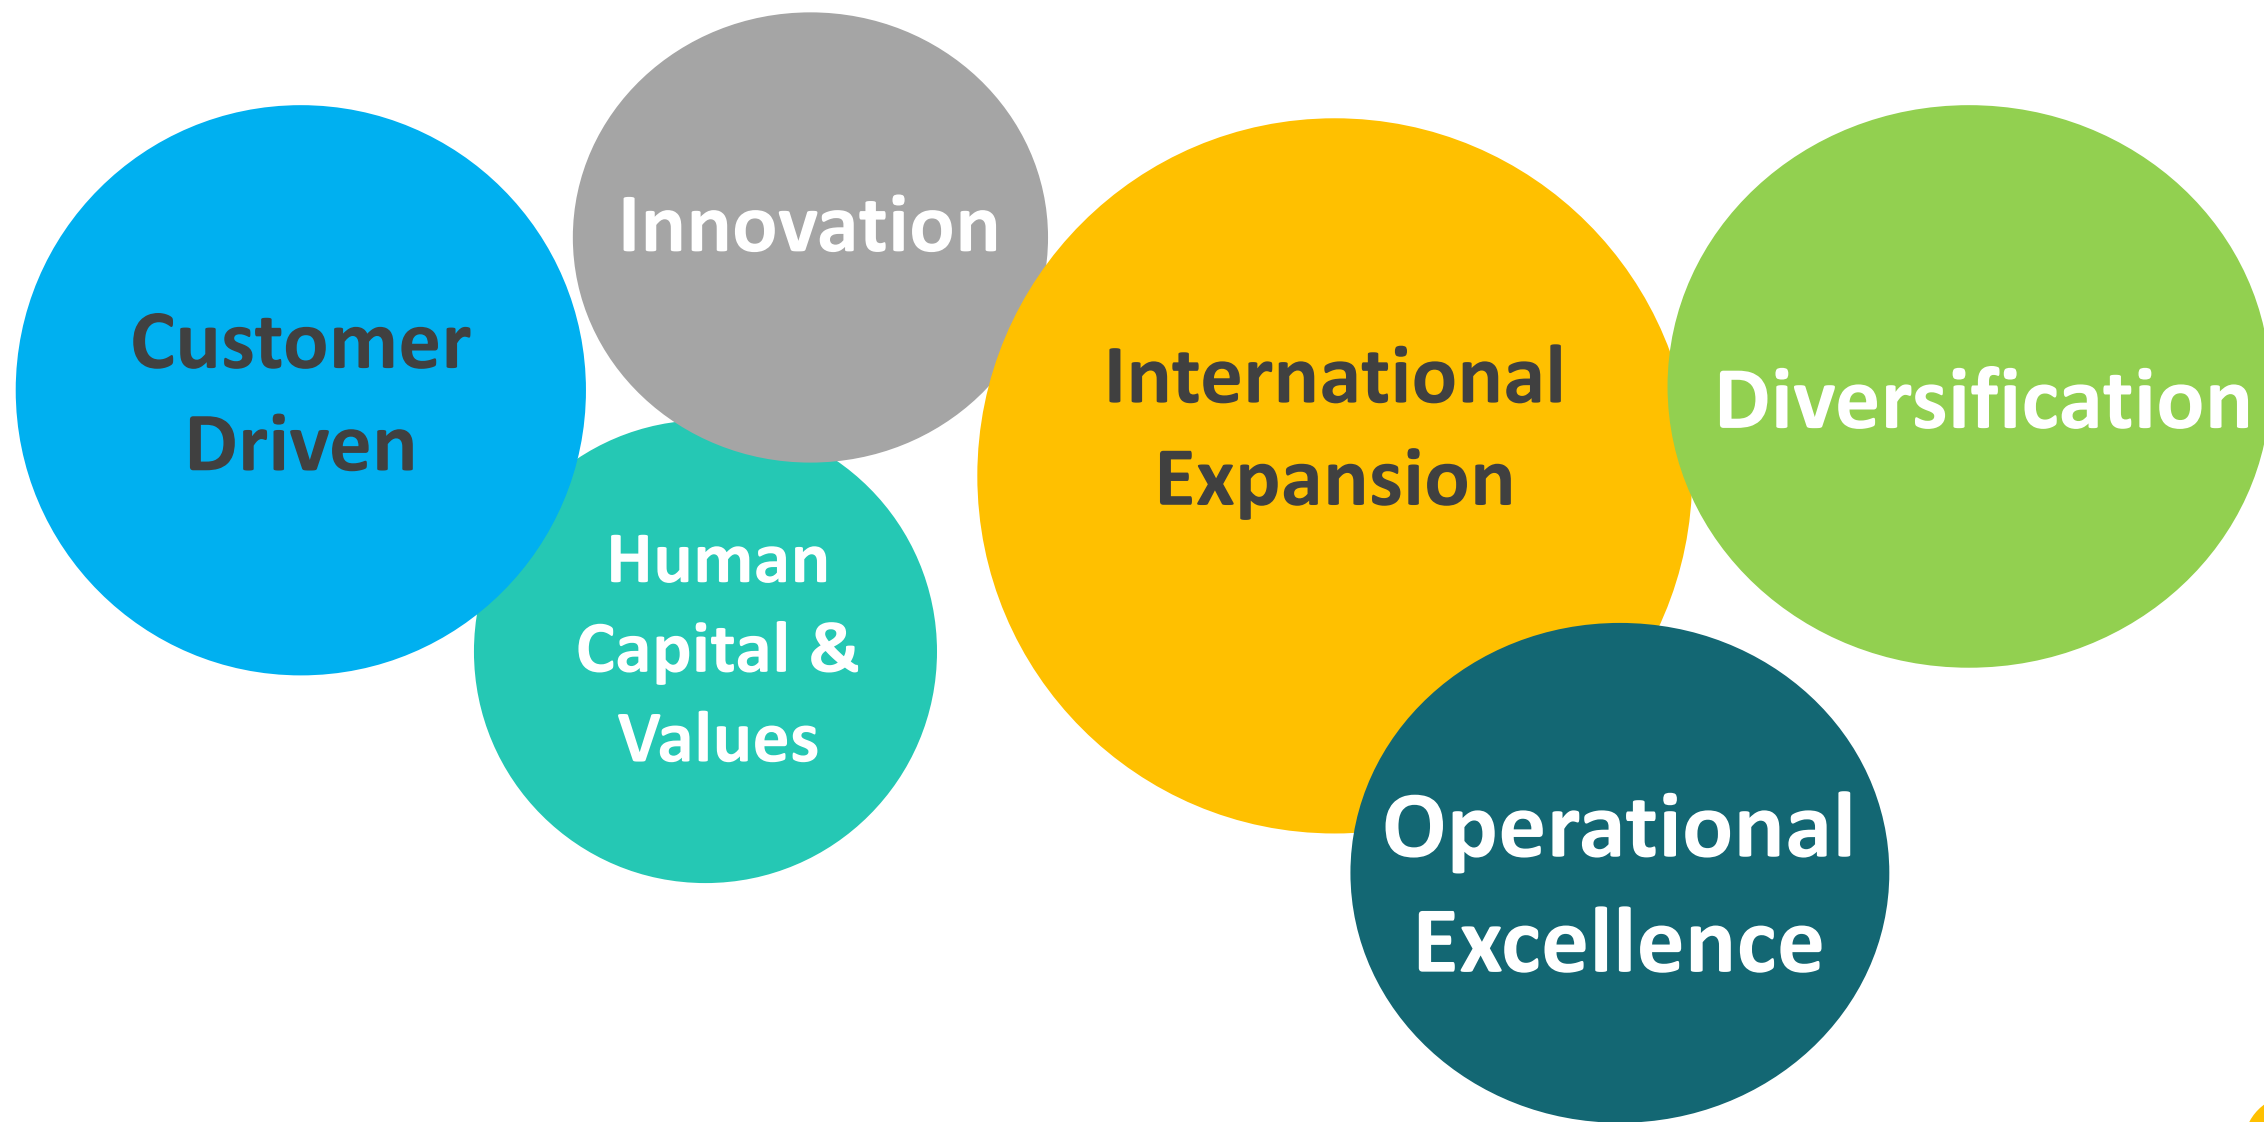 Customer
Driven
Innovation
Human
Capital &
Values
International
Expansion
Diversification
Operational
Excellence